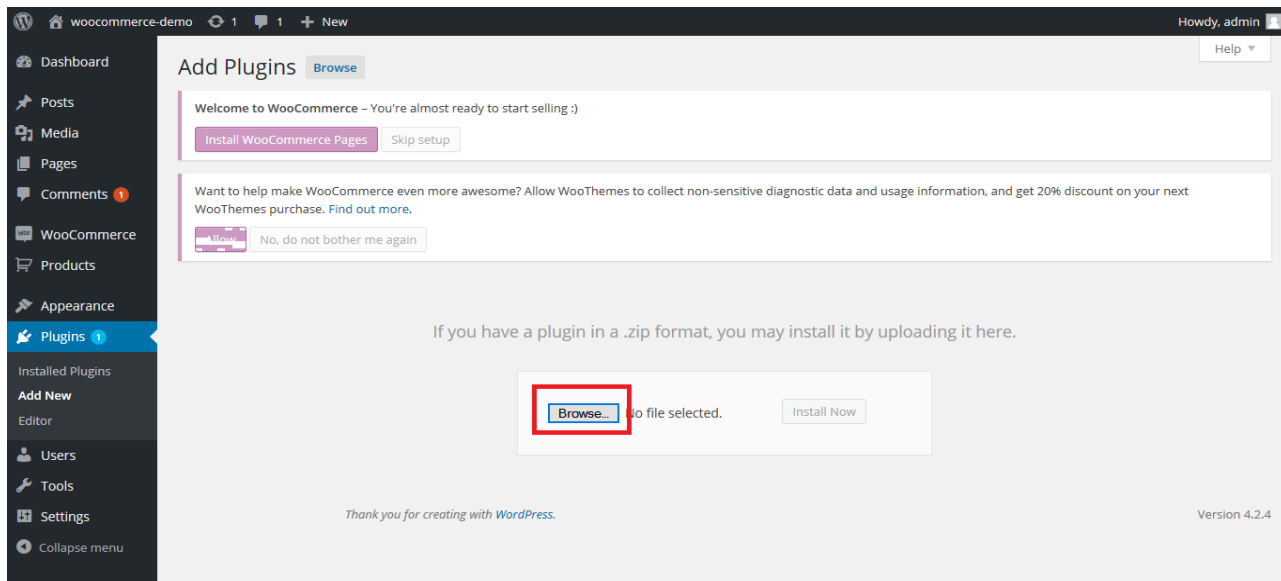 woocommerce-demo 1 1 + New Howdy, admin
Help
Dashboard
Posts
Media
Pages
Comments 1
WooCommerce
Products
Appearance
Plugins 1
Installed Plugins
Add New
Editor
Users
Tools
Settings
Collapse menu
Add Plugins Browse
Welcome to WooCommerce – You're almost ready to start selling :)
Install WooCommerce Pages Skip setup
Want to help make WooCommerce even more awesome? Allow WooThemes to collect non-sensitive diagnostic data and usage information, and get 20% discount on your next
WooThemes purchase. Find out more.
Allow No, do not bother me again
If you have a plugin in a .zip format, you may install it by uploading it here.
Browse... No file selected. Install Now
Thank you for creating with WordPress. Version 4.2.4